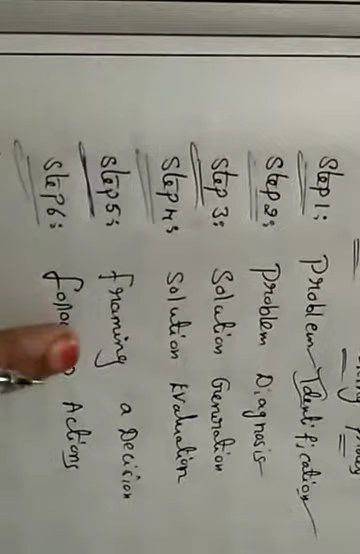 Step 1: Problem Identification
Step 2: Problem Diagnosis
Step 3: Solution Generation
Step 4: Solution Evaluation
Step 5: Framing a Decision
Step 6: Actions